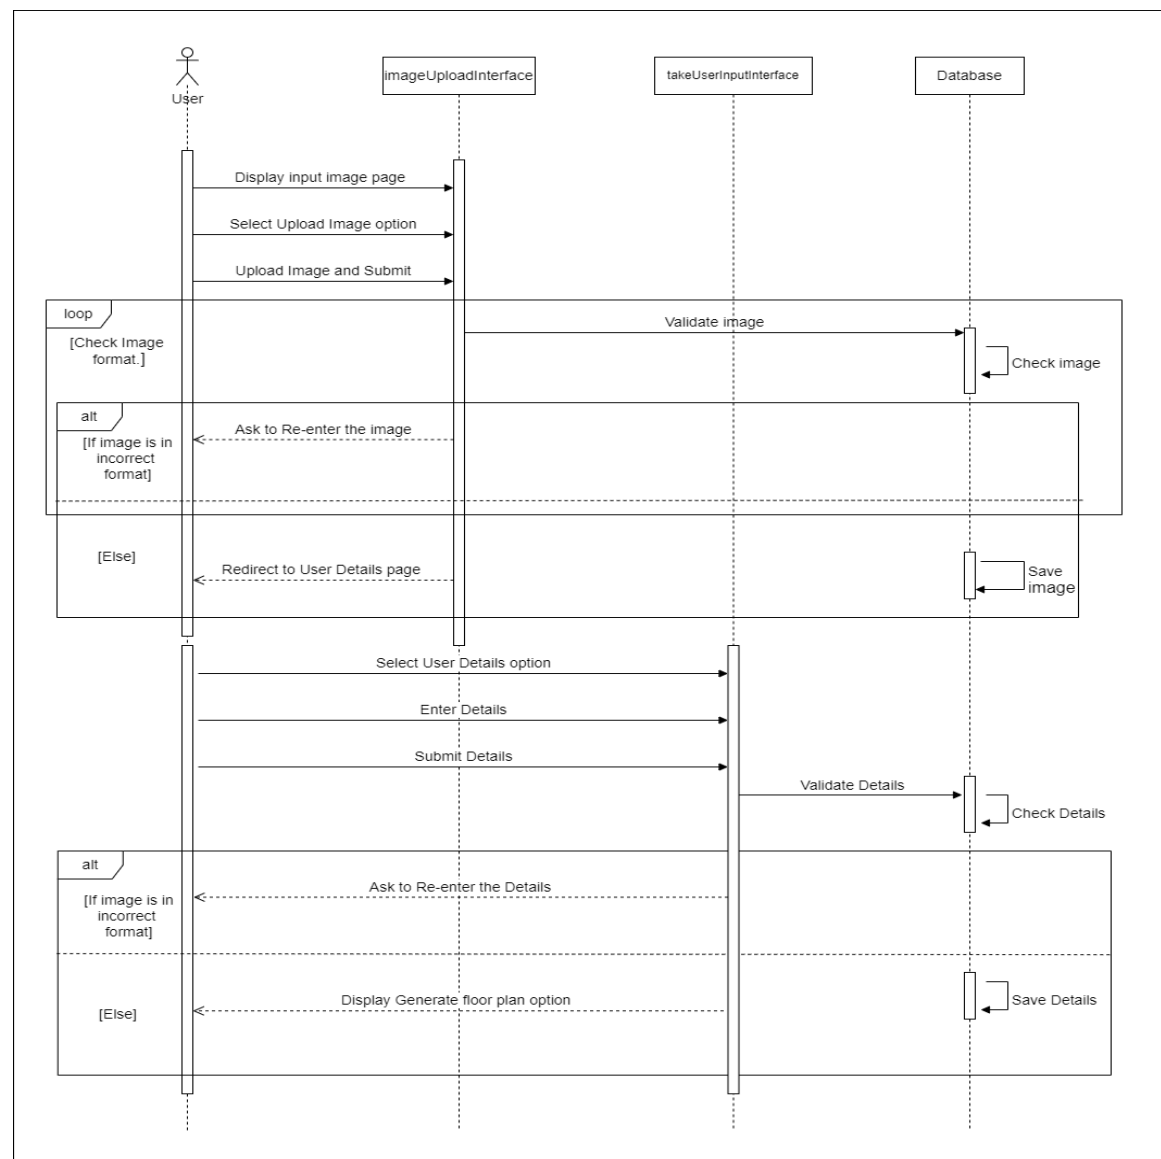 User
imageUploadInterface
takeUserInputInterface
Database
Display input image page
Select Upload Image option
Upload Image and Submit
loop
[Check Image
format.]
Validate image
Check image
alt
[If image is in
incorrect
format]
Ask to Re-enter the image
[Else]
Redirect to User Details page
Save
image
Select User Details option
Enter Details
Submit Details
Validate Details
Check Details
alt
[If image is in
incorrect
format]
Ask to Re-enter the Details
[Else]
Display Generate floor plan option
Save Details